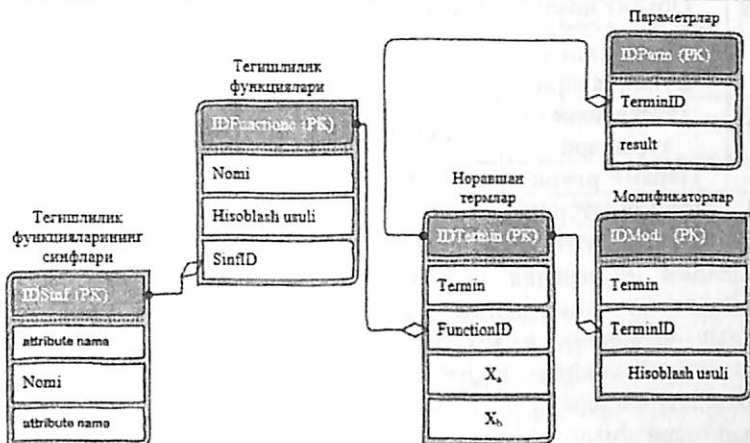 Параметрлар
IDParm (PK)
TerminID
result
Тегишлилик
функциялари
IDFunctions (PK)
Nomi
Hisoblash usuli
SinfID
Норавшан
термлар
IDTermin (PK)
Termin
FunctionID
Xa
Xb
Модификаторлар
IDModi (PK)
Termin
TerminID
Hisoblash usuli
Тегишлилик
функцияларининг
синфлари
IDSinf (PK)
attribute name
Nomi
attribute name